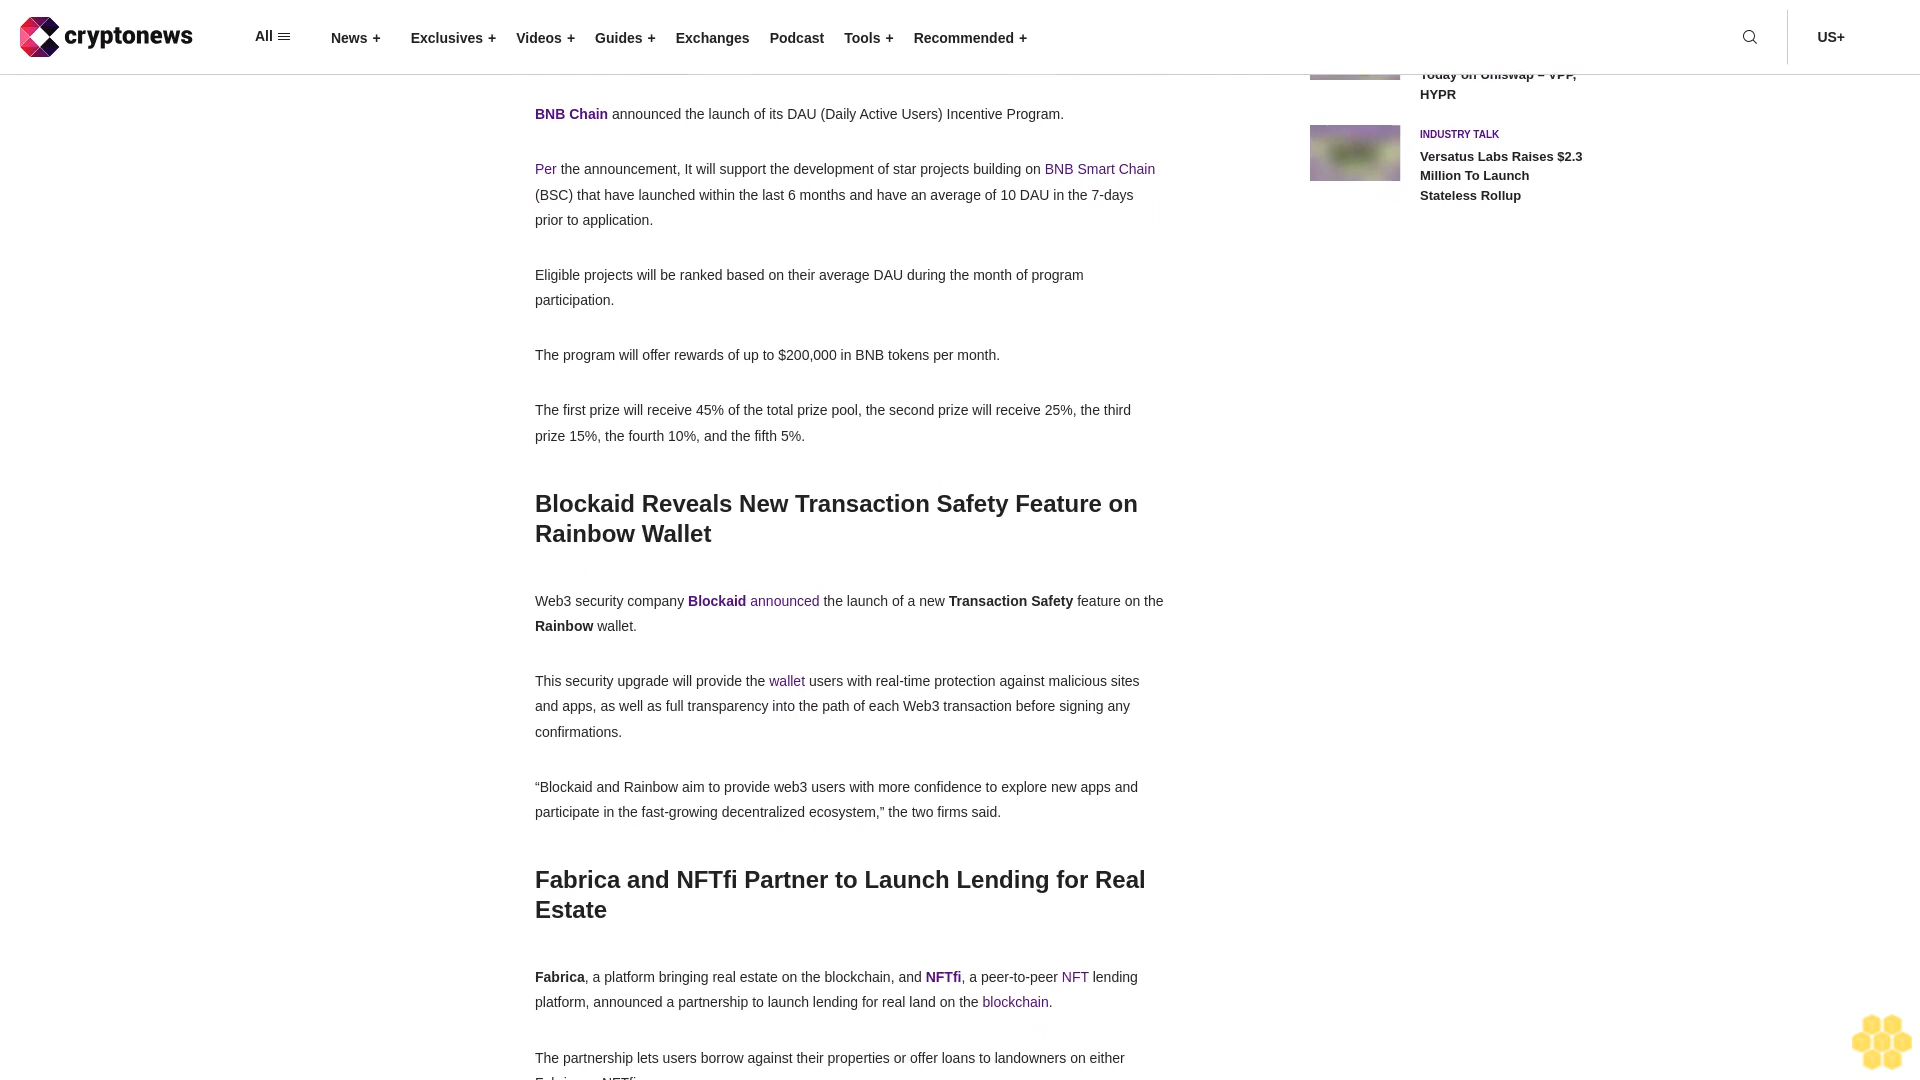 cryptonews
All
News +
Exclusives +
Videos +
Guides +
Exchanges
Podcast
Tools +
Recommended +
US+
BNB Chain announced the launch of its DAU (Daily Active Users) Incentive Program.
Per the announcement, It will support the development of star projects building on BNB Smart Chain
(BSC) that have launched within the last 6 months and have an average of 10 DAU in the 7-days
prior to application.
Eligible projects will be ranked based on their average DAU during the month of program
participation.
The program will offer rewards of up to $200,000 in BNB tokens per month.
The first prize will receive 45% of the total prize pool, the second prize will receive 25%, the third
prize 15%, the fourth 10%, and the fifth 5%.
Blockaid Reveals New Transaction Safety Feature on
Rainbow Wallet
Web3 security company Blockaid announced the launch of a new Transaction Safety feature on the
Rainbow wallet.
This security upgrade will provide the wallet users with real-time protection against malicious sites
and apps, as well as full transparency into the path of each Web3 transaction before signing any
confirmations.
“Blockaid and Rainbow aim to provide web3 users with more confidence to explore new apps and
participate in the fast-growing decentralized ecosystem,” the two firms said.
Fabrica and NFTfi Partner to Launch Lending for Real
Estate
Fabrica, a platform bringing real estate on the blockchain, and NFTfi, a peer-to-peer NFT lending
platform, announced a partnership to launch lending for real land on the blockchain.
The partnership lets users borrow against their properties or offer loans to landowners on either
Today on Uniswap – VPP,
HYPR
INDUSTRY TALK
Versatus Labs Raises $2.3
Million To Launch
Stateless Rollup